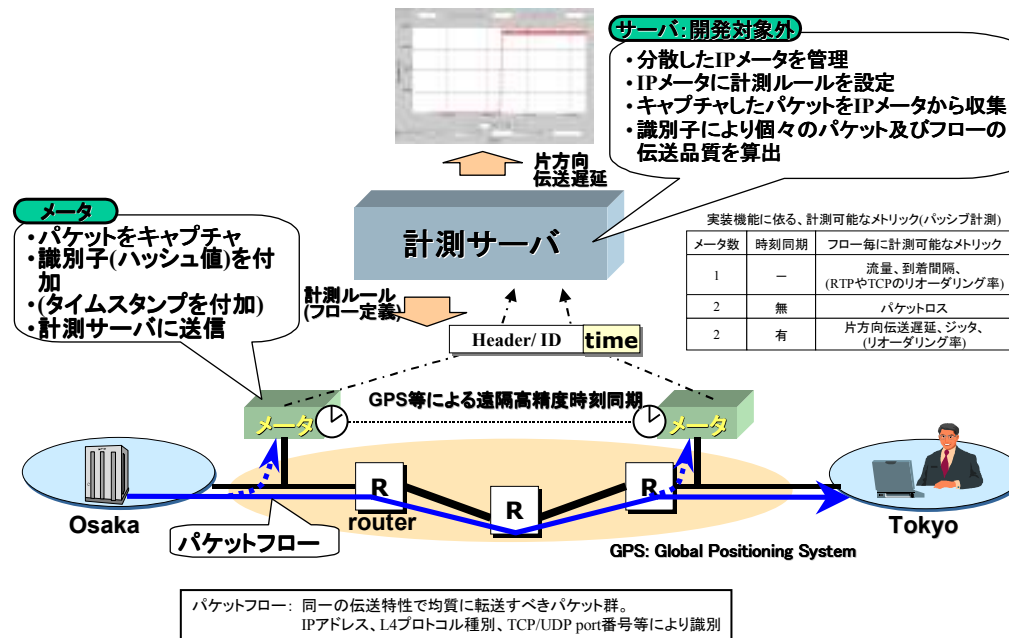 サーバ:開発対象外
・分散したIPメータを管理
・IPメータに計測ルールを設定
・キャプチャしたパケットをIPメータから収集
・識別子により個々のパケット及びフローの
伝送品質を算出
片方向
伝送遅延
メータ
・パケットをキャプチャ
・識別子(ハッシュ値)を付
加
・(タイムスタンプを付加)
・計測サーバに送信
計測サーバ
実装機能に依る、計測可能なメトリック(パッシブ計測)
メータ数 時刻同期 フロー毎に計測可能なメトリック
1 － 流量、到着間隔、
(RTPやTCPのリオーダリング率)
2 無 パケットロス
2 有 片方向伝送遅延、ジッタ、
(リオーダリング率)
計測ルール
(フロー定義)
Header/ ID time
GPS等による遠隔高精度時刻同期
メータ メータ
R R R
Osaka router Tokyo
パケットフロー
GPS: Global Positioning System
パケットフロー: 同一の伝送特性で均質に転送すべきパケット群。
IPアドレス、L4プロトコル種別、TCP/UDP port番号等により識別